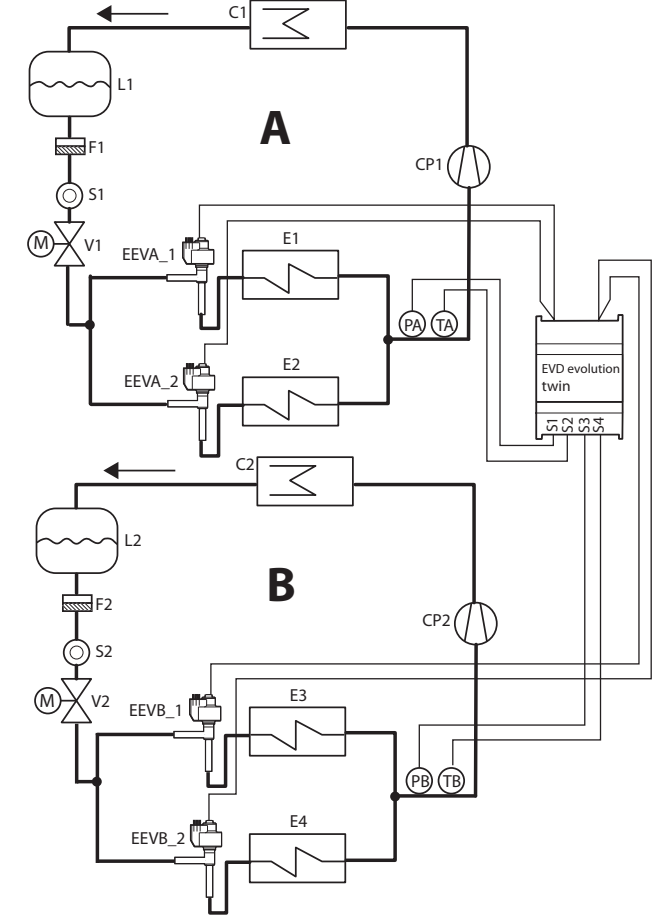 C1
L1
A
F1
CP1
S1
M
V1
EEVA_1
E1
PA
TA
EEVA_2
E2
EVD evolution
twin
S1
S2
S3
S4
C2
L2
B
F2
CP2
S2
M
V2
EEVB_1
E3
PB
TB
EEVB_2
E4